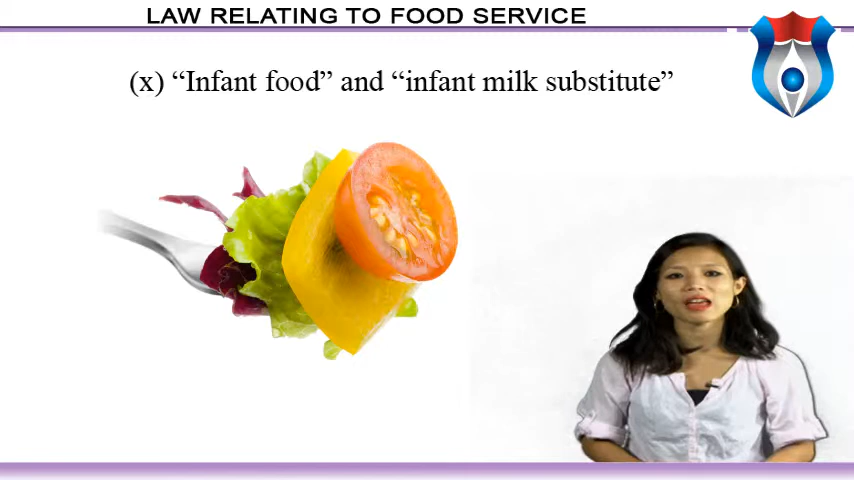 LAW RELATING TO FOOD SERVICE
(x) “Infant food” and “infant milk substitute”